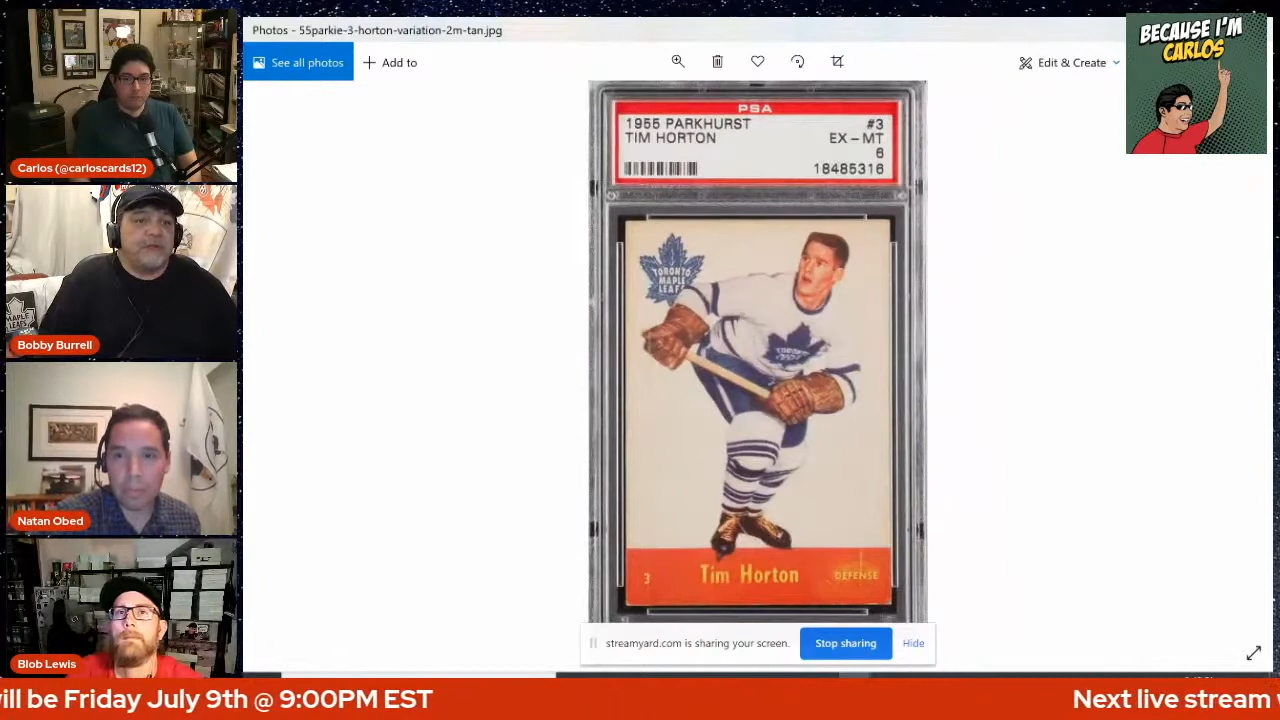 Photos - 55parkie-3-horton-variation-2m-tan.jpg
See all photos
Add to
Edit & Create
BECAUSE I'M
CARLOS
PSA
1955 PARKHURST #3
TIM HORTON EX-MT
6
18485316
TORONTO
MAPLE
LEAFS
TORONTO
3 Tim Horton DEFENSE
Carlos (@carloscards12)
MAPLE
LEAFS
Bobby Burrell
Natan Obed
Blob Lewis
streamyard.com is sharing your screen.
Stop sharing
Hide
ill be Friday July 9th @ 9:00PM EST
Next live stream w